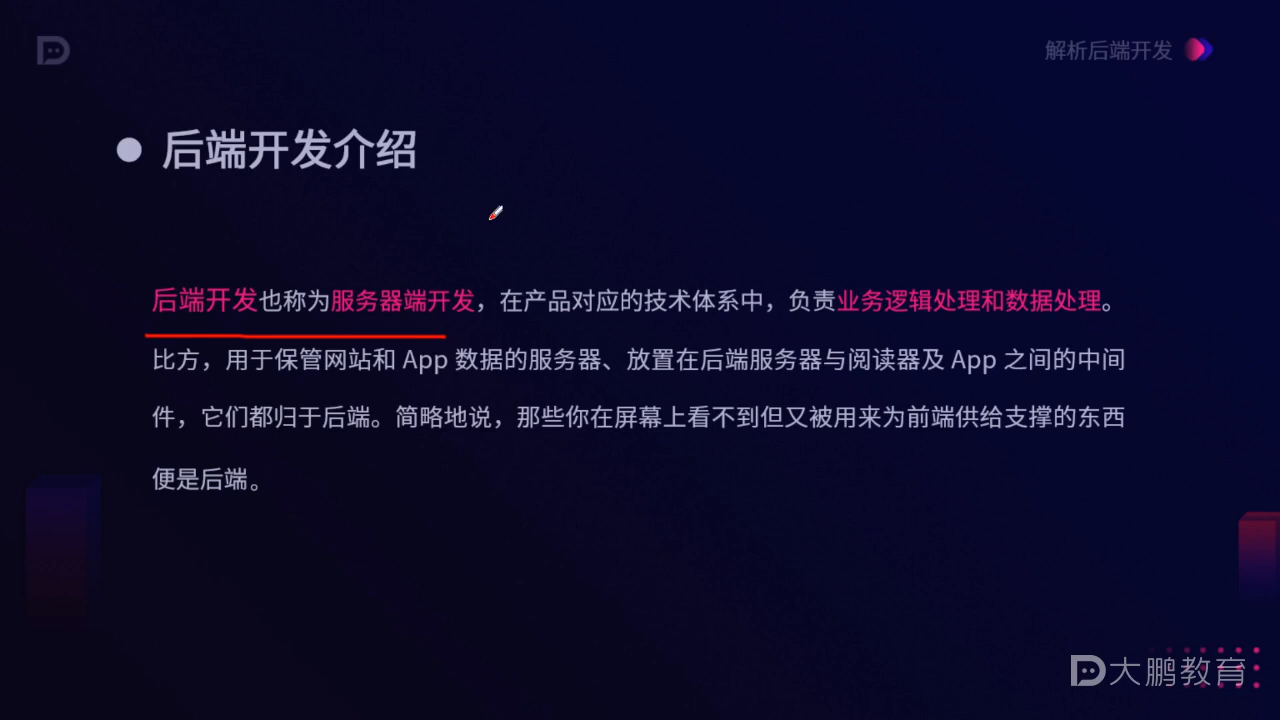 解析后端开发
后端开发介绍
后端开发也称为服务器端开发，在产品对应的技术体系中，负责业务逻辑处理和数据处理。
比方，用于保管网站和 App 数据的服务器、放置在后端服务器与阅读器及 App 之间的中间
件，它们都归于后端。简略地说，那些你在屏幕上看不到但又被用来为前端供给支撑的东西
便是后端。
大鹏教育